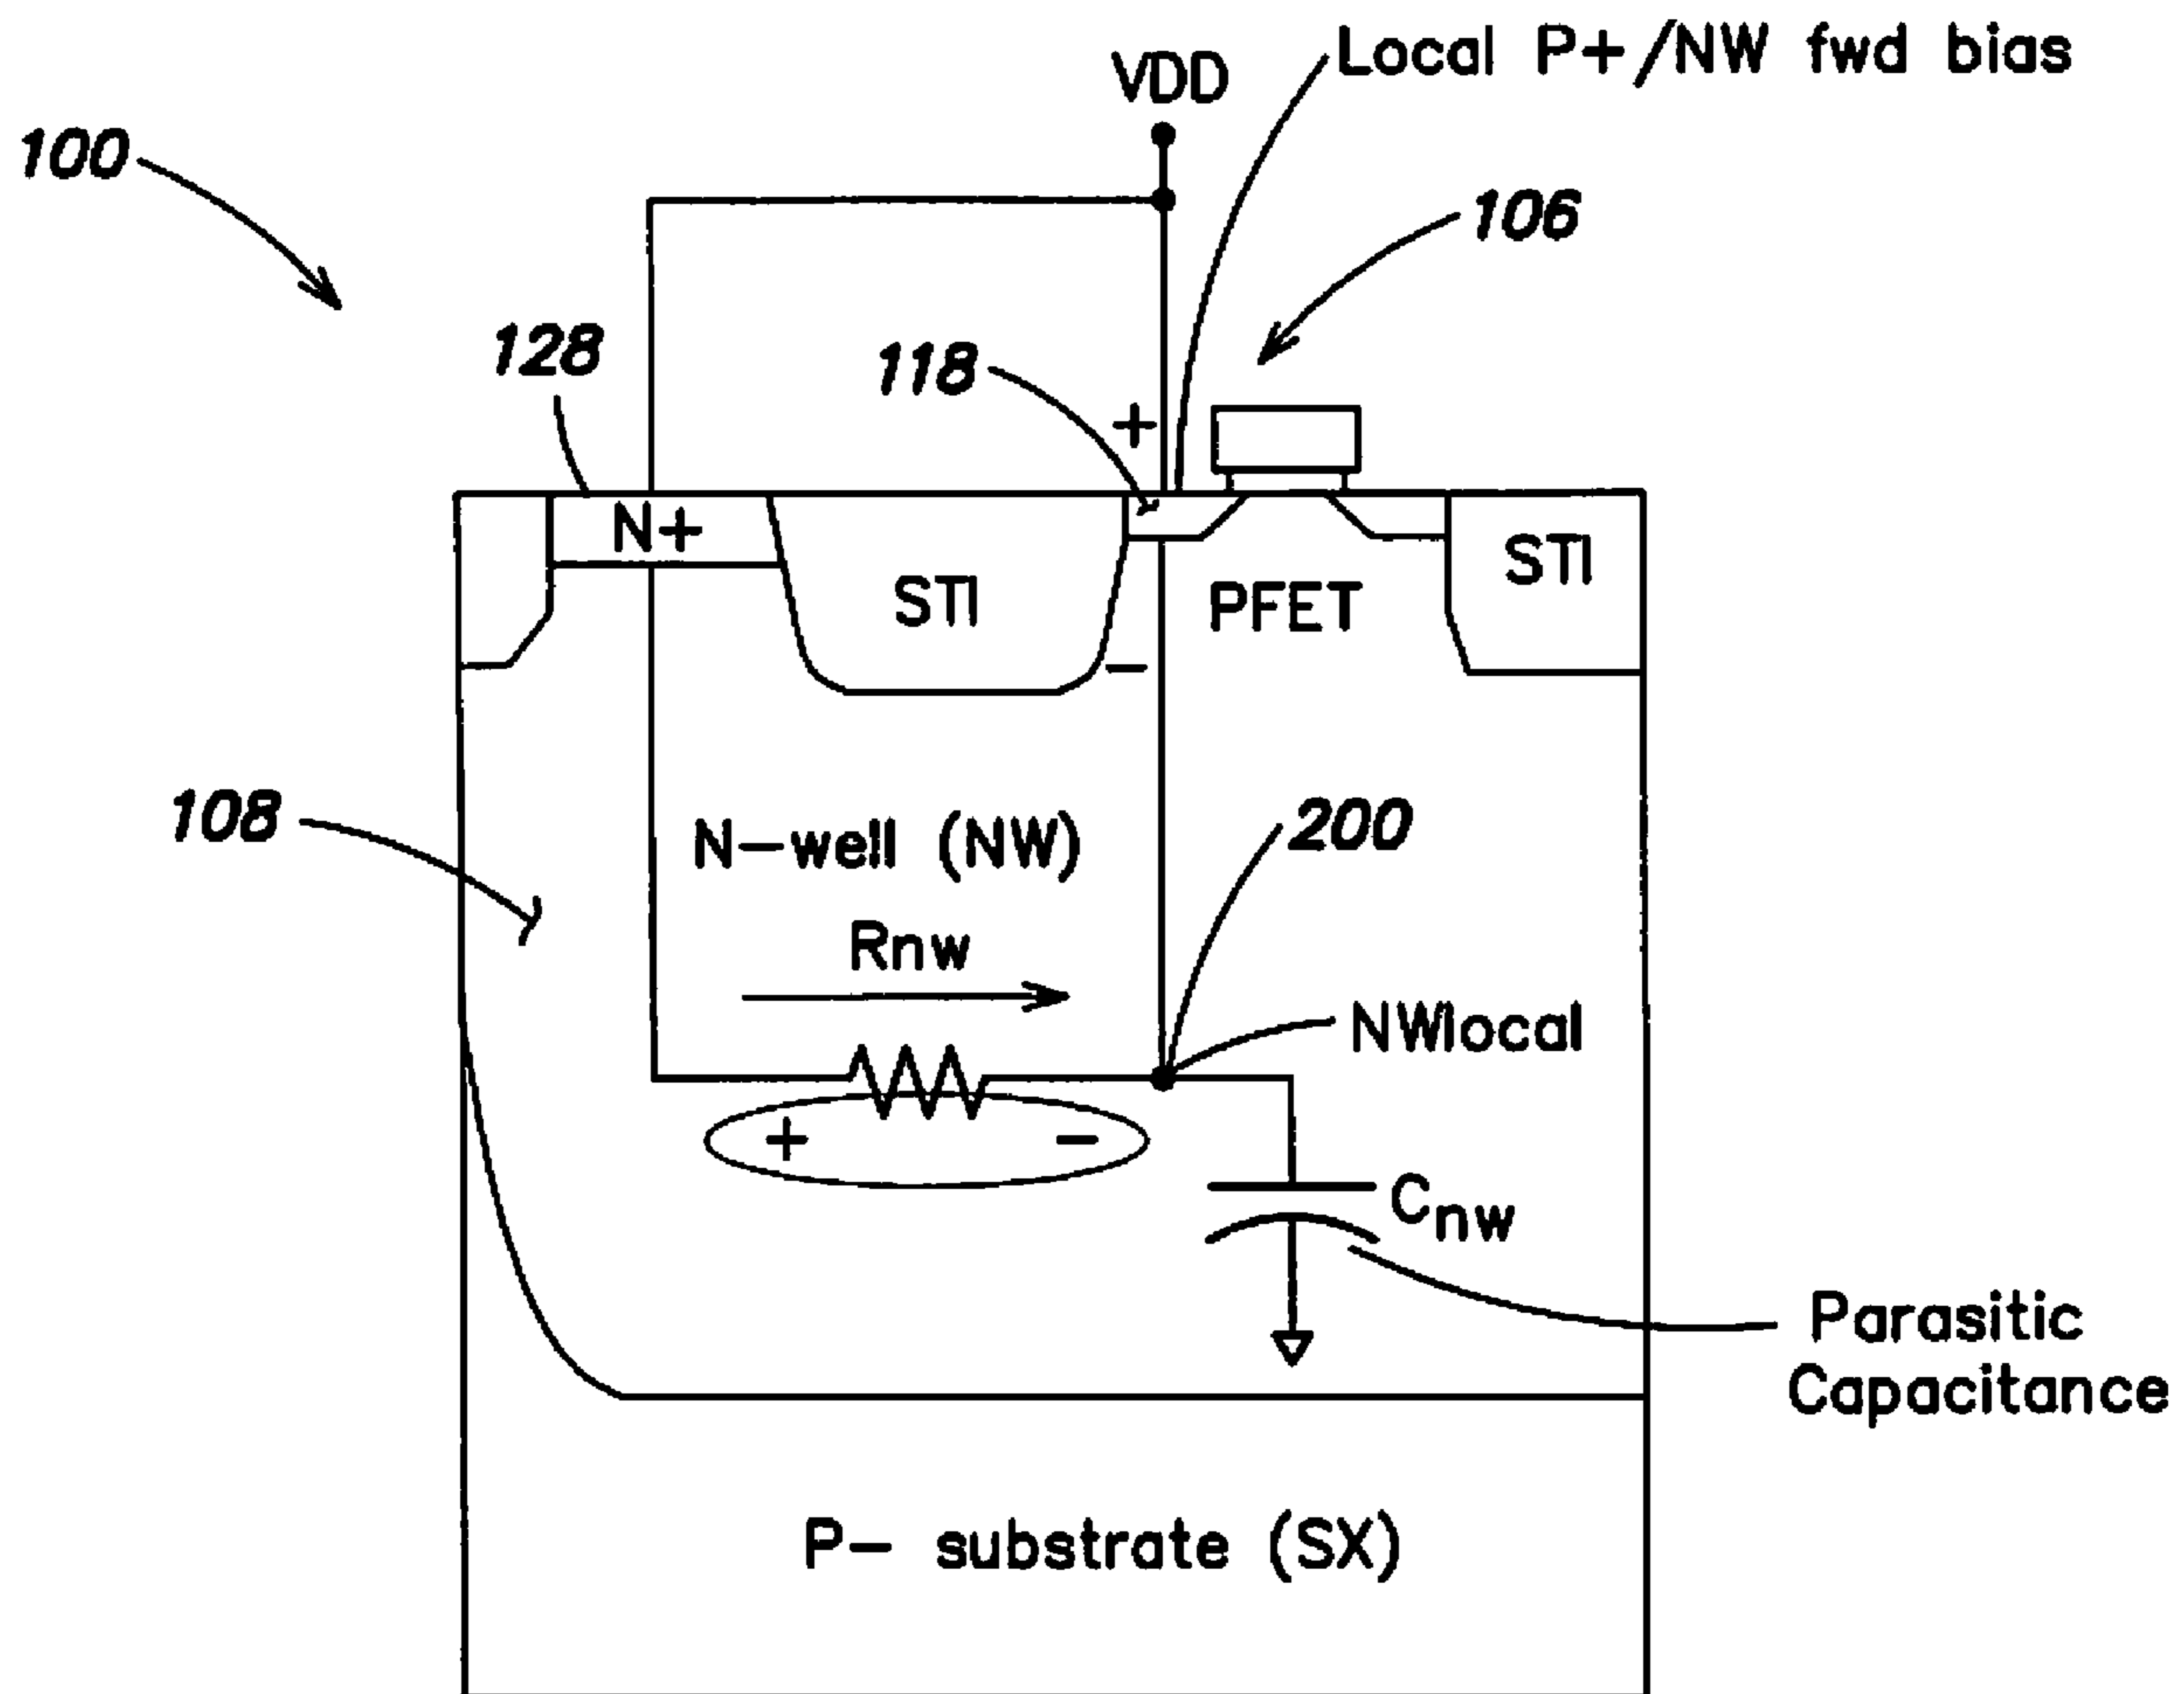 Local P+/NW fwd bias
VDD
100
106
128
118
+
N+
STI
STI
PFET
−
108
N−well (NW)
200
Rnw
NWlocal
+ −
Cnw
Parasitic
Capacitance
P− substrate (SX)